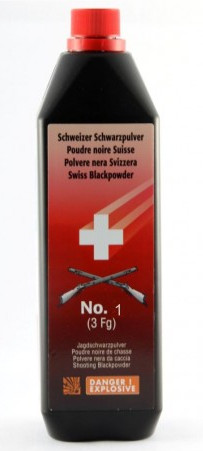 Schweizer Schwarzpulver
Poudre noire Suisse
Polvere nera Svizzera
Swiss Blackpowder
No. 1
(3 Fg)
Jagdschwarzpulver
Poudre noire de chasse
Polvere nera da caccia
Shooting Blackpowder
DANGER !
EXPLOSIVE